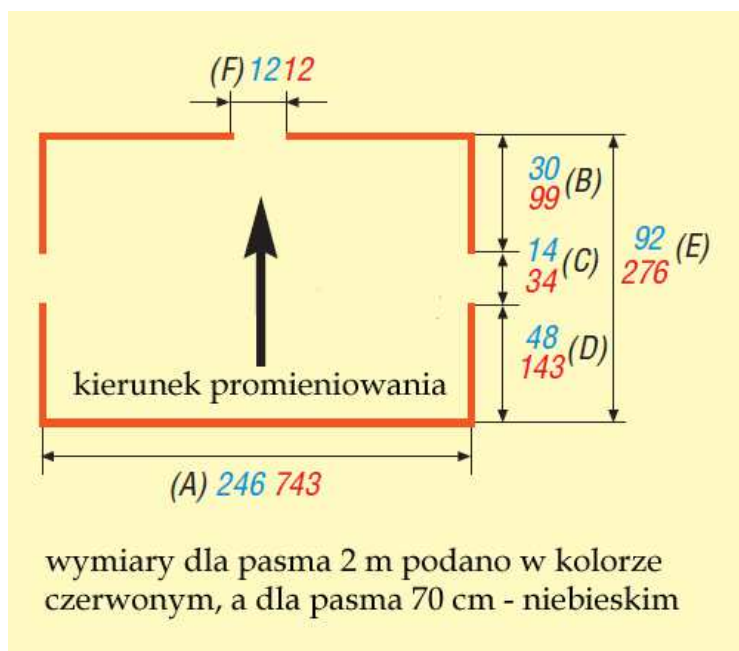 (F) 12 12
30
99 (B)
14
34 (C)
92
276 (E)
48
143 (D)
kierunek promieniowania
(A) 246 743
wymiary dla pasma 2 m podano w kolorze
czerwonym, a dla pasma 70 cm - niebieskim